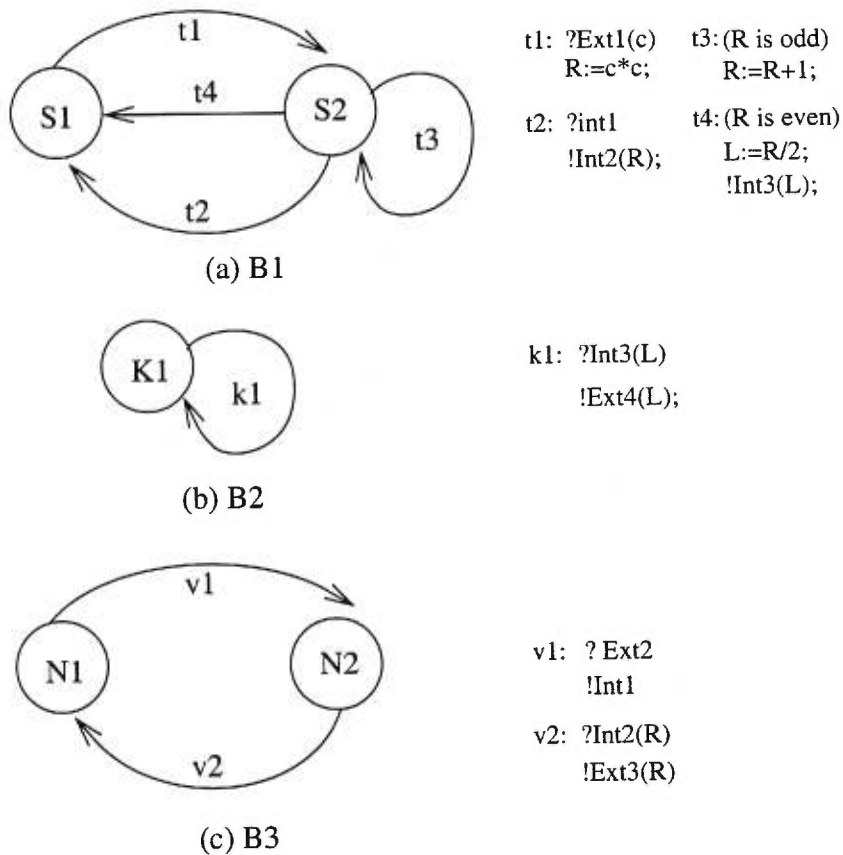 t1
S1
t4
S2
t3
t2
t1: ?Ext1(c)
R:=c*c;
t3: (R is odd)
R:=R+1;
t2: ?int1
!Int2(R);
t4: (R is even)
L:=R/2;
!Int3(L);
(a) B1
K1
k1
k1: ?Int3(L)
!Ext4(L);
(b) B2
v1
N1
N2
v2
v1: ? Ext2
!Int1
v2: ?Int2(R)
!Ext3(R)
(c) B3